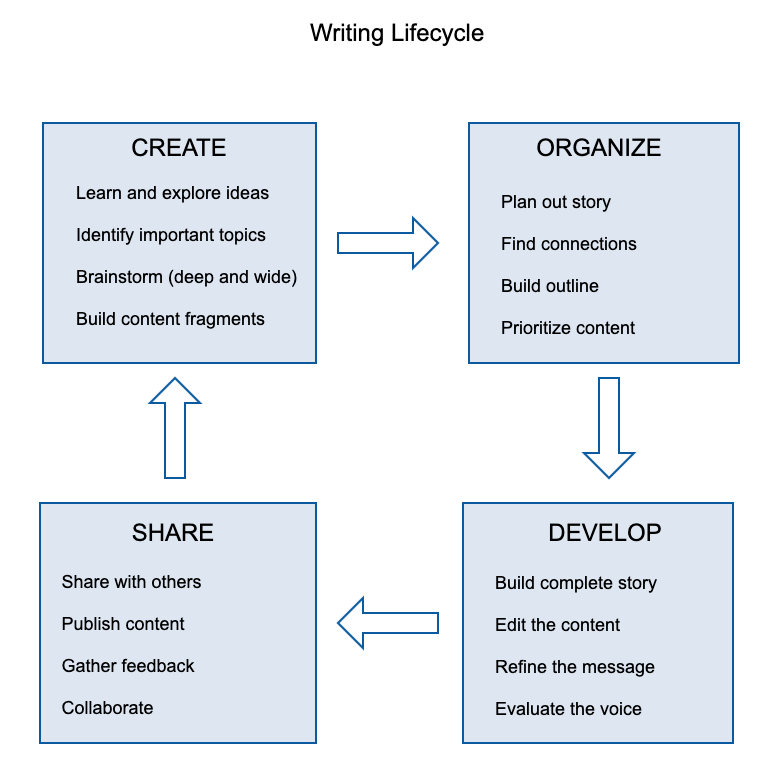 Writing Lifecycle
CREATE
Learn and explore ideas
Identify important topics
Brainstorm (deep and wide)
Build content fragments
ORGANIZE
Plan out story
Find connections
Build outline
Prioritize content
SHARE
Share with others
Publish content
Gather feedback
Collaborate
DEVELOP
Build complete story
Edit the content
Refine the message
Evaluate the voice